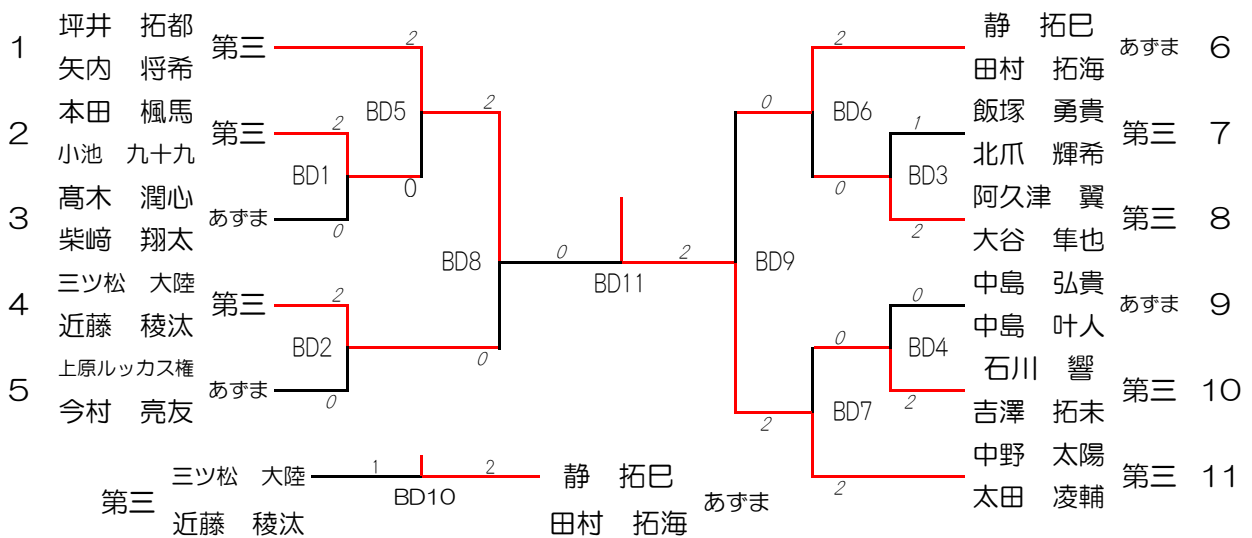 1 坪井 拓都 第三
矢内 将希
2 本田 楓馬 第三
小池 九十九
3 髙木 潤心 あずま
柴﨑 翔太
4 三ツ松 大陸 第三
近藤 稜汰
5 上原ルッカス権 あずま
今村 亮友
2
BD5
2
2
BD1
0
0
BD8
2
BD2
0
0
0
BD11
2
2
0
BD6
1
BD3
0
2
BD9
0
0
BD4
2
BD7
2
2
静 拓巳 あずま 6
田村 拓海
飯塚 勇貴 第三 7
北爪 輝希
阿久津 翼 第三 8
大谷 隼也
中島 弘貴 あずま 9
中島 叶人
石川 響 第三 10
吉澤 拓未
中野 太陽 第三 11
太田 凌輔
第三 三ツ松 大陸 1 2 静 拓巳 あずま
BD10
近藤 稜汰 田村 拓海